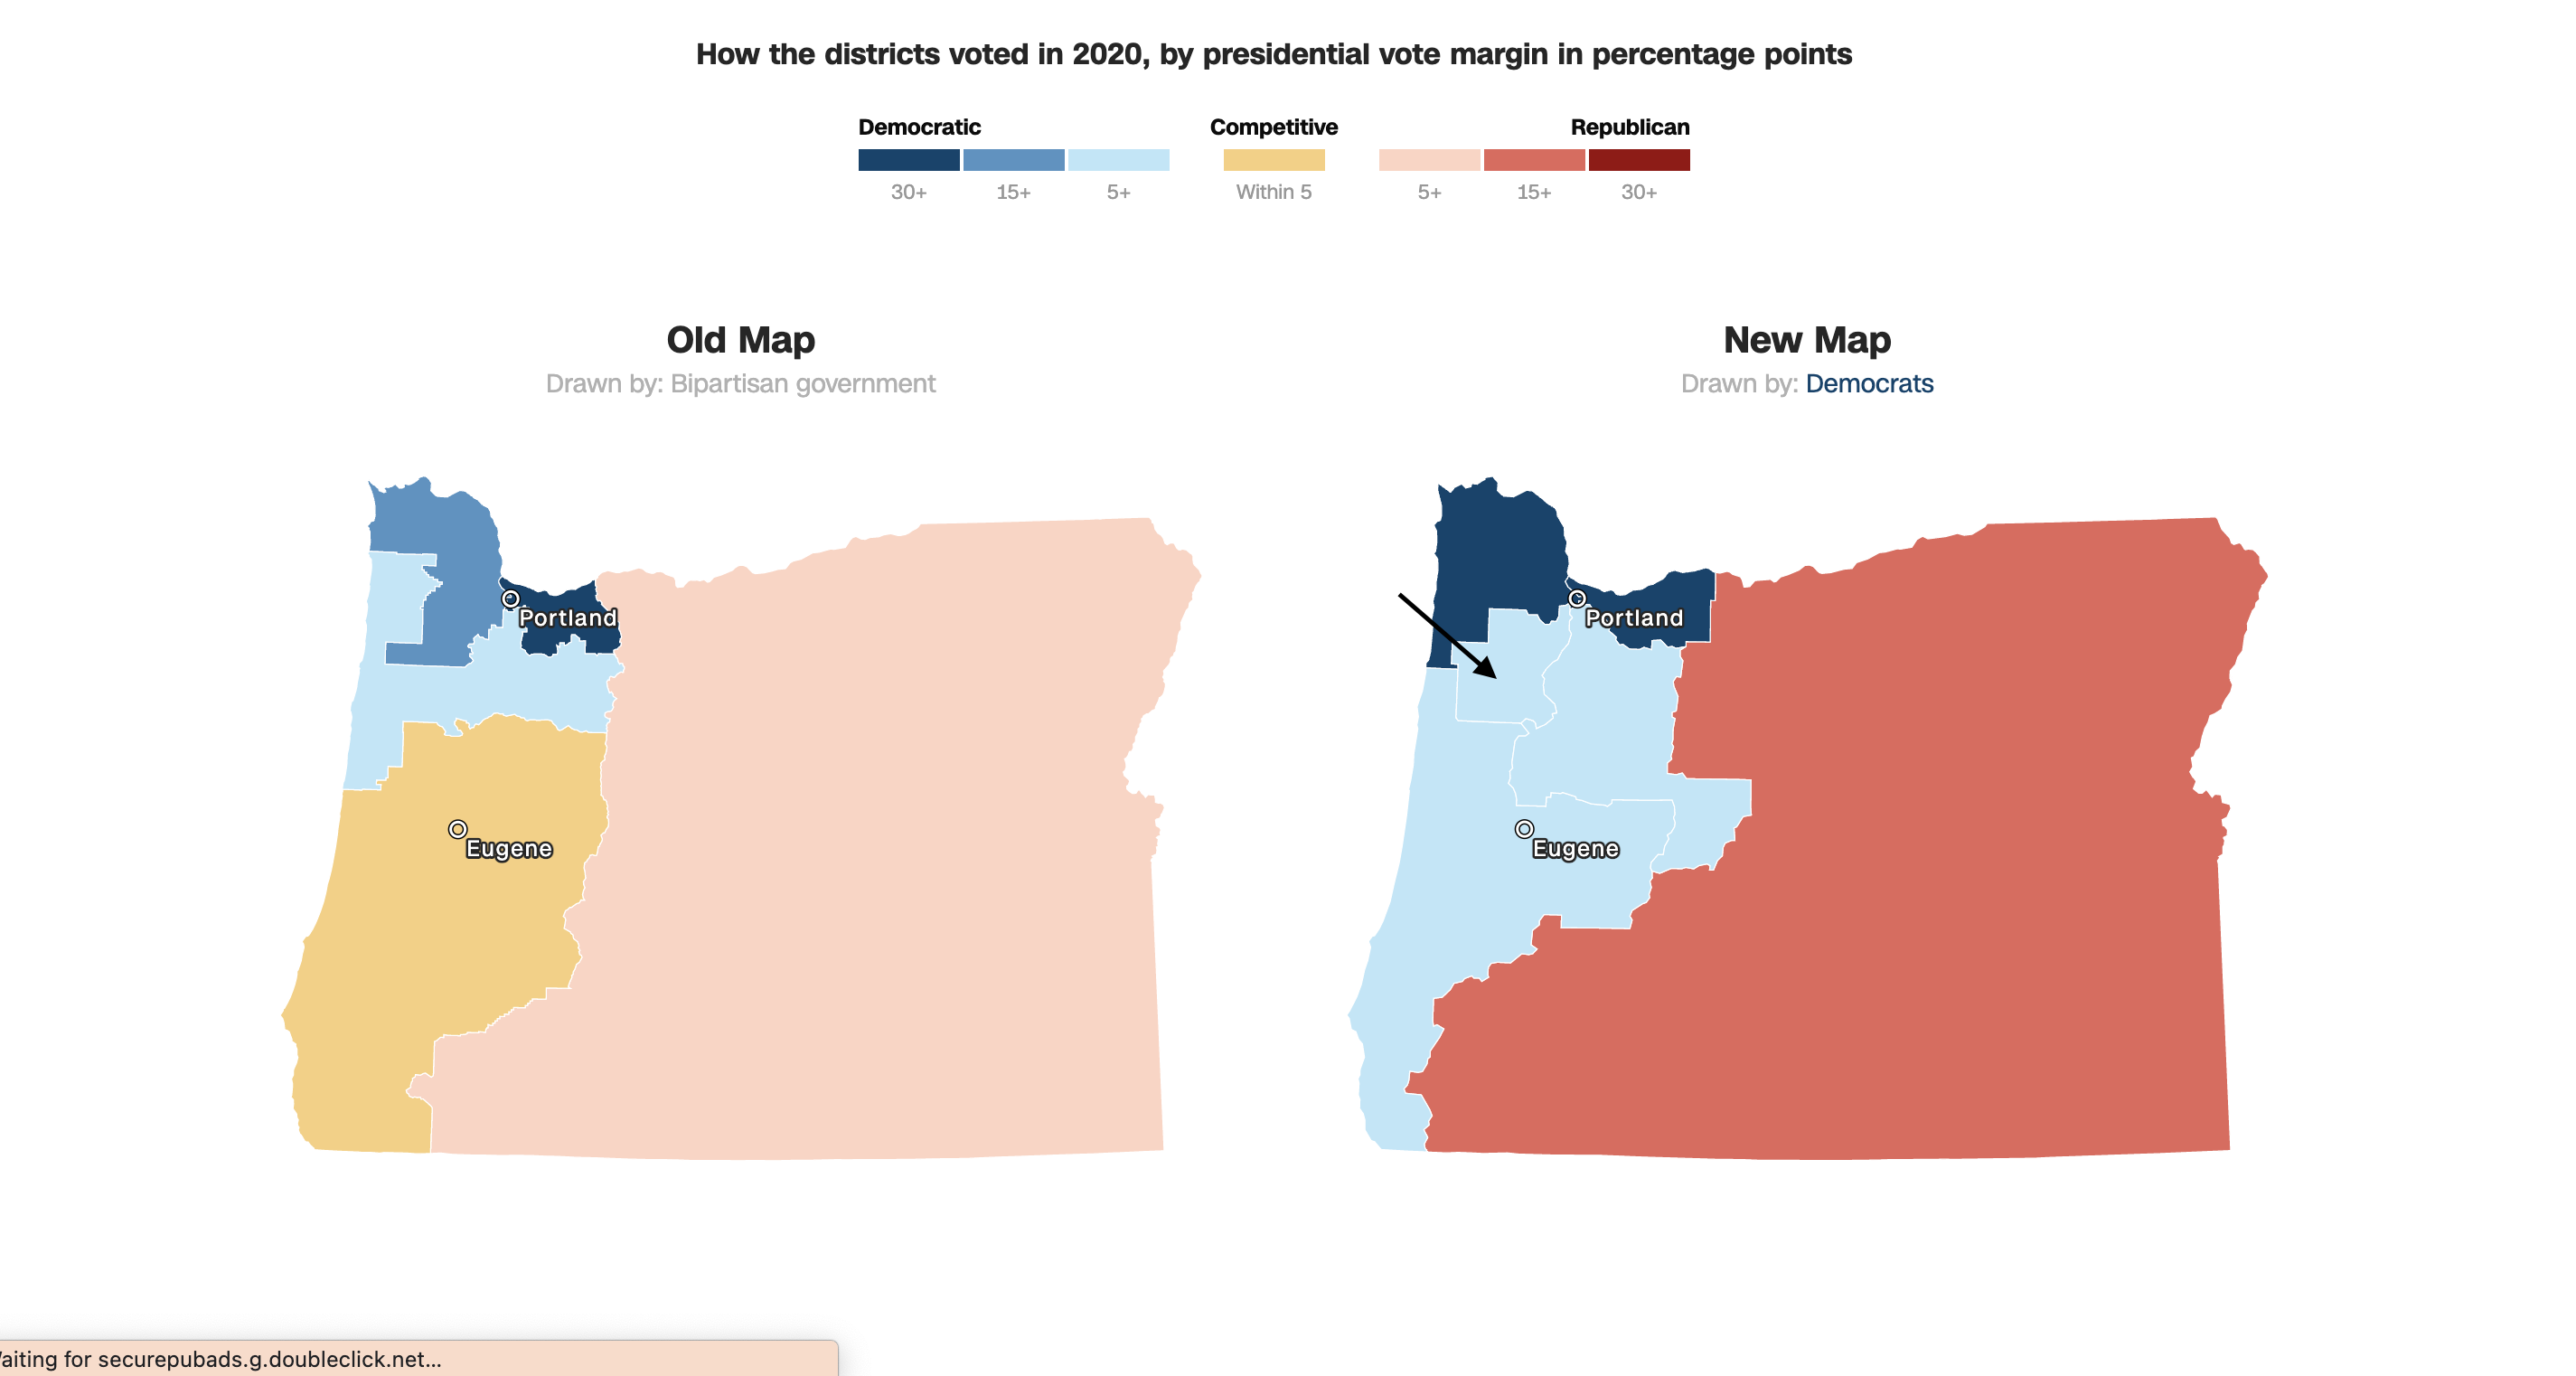 How the districts voted in 2020, by presidential vote margin in percentage points
Democratic
Competitive
Republican
30+
15+
5+
Within 5
5+
15+
30+
Old Map
Drawn by: Bipartisan government
New Map
Drawn by: Democrats
Portland
Eugene
Portland
Eugene
aiting for securepubads.g.doubleclick.net...